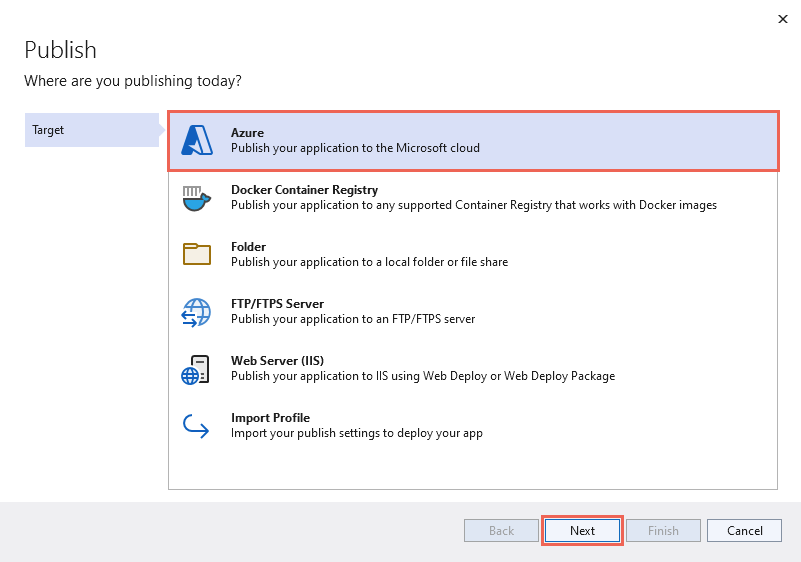 Publish
Where are you publishing today?
Target
Azure
Publish your application to the Microsoft cloud
Docker Container Registry
Publish your application to any supported Container Registry that works with Docker images
Folder
Publish your application to a local folder or file share
FTP/FTPS Server
Publish your application to an FTP/FTPS server
Web Server (IIS)
Publish your application to IIS using Web Deploy or Web Deploy Package
Import Profile
Import your publish settings to deploy your app
Back
Next
Finish
Cancel